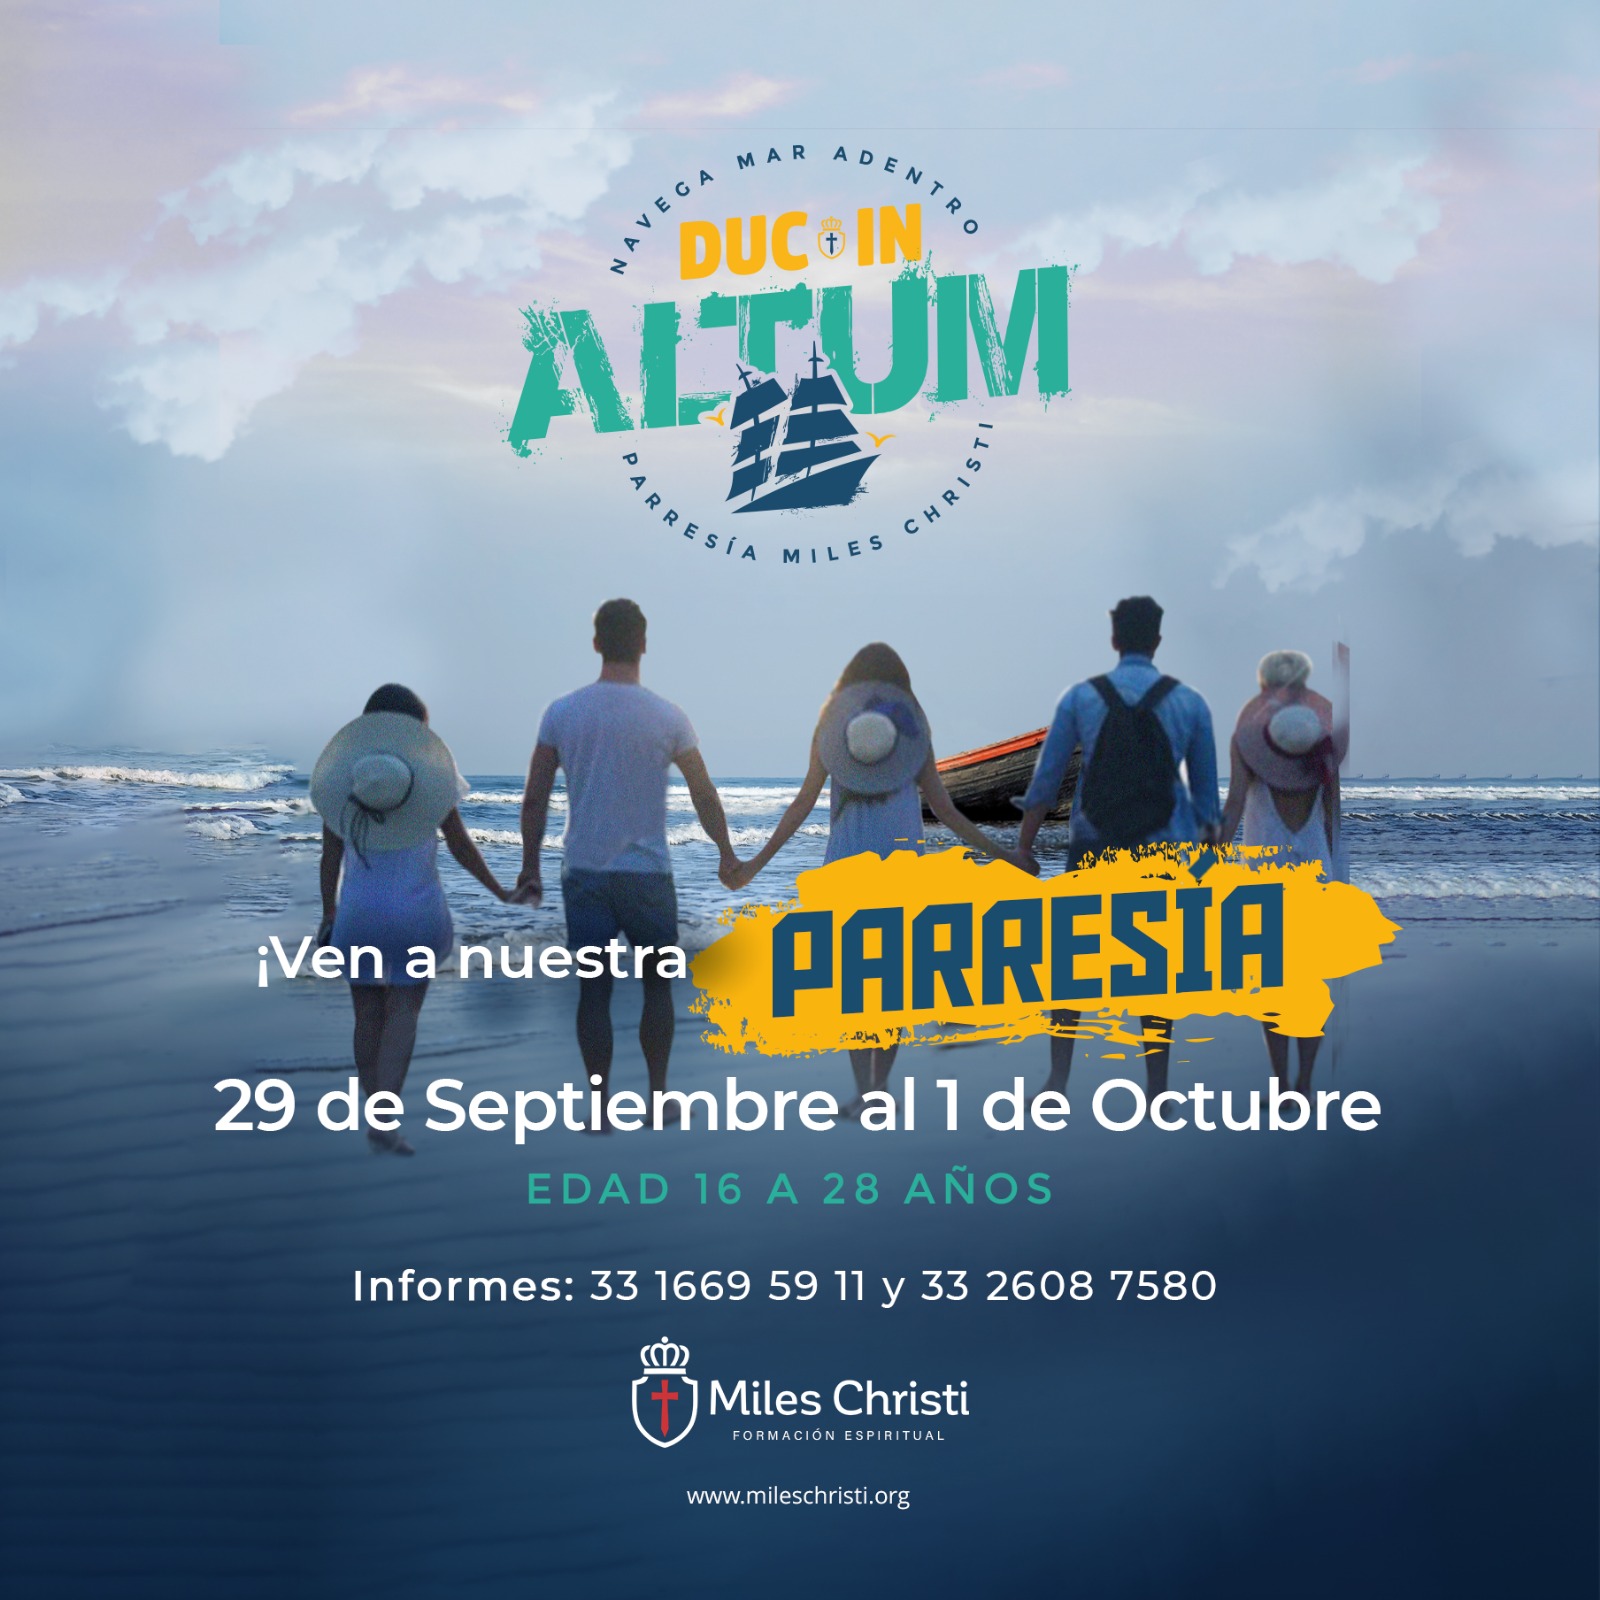 NAVEGA MAR ADENTRO
DUC IN
ALTUM
PARRESÍA MILES CHRISTI
¡Ven a nuestra PARRESÍA
29 de Septiembre al 1 de Octubre
EDAD 16 A 28 AÑOS
Informes: 33 1669 59 11 y 33 2608 7580
Miles Christi
FORMACIÓN ESPIRITUAL
www.mileschristi.org